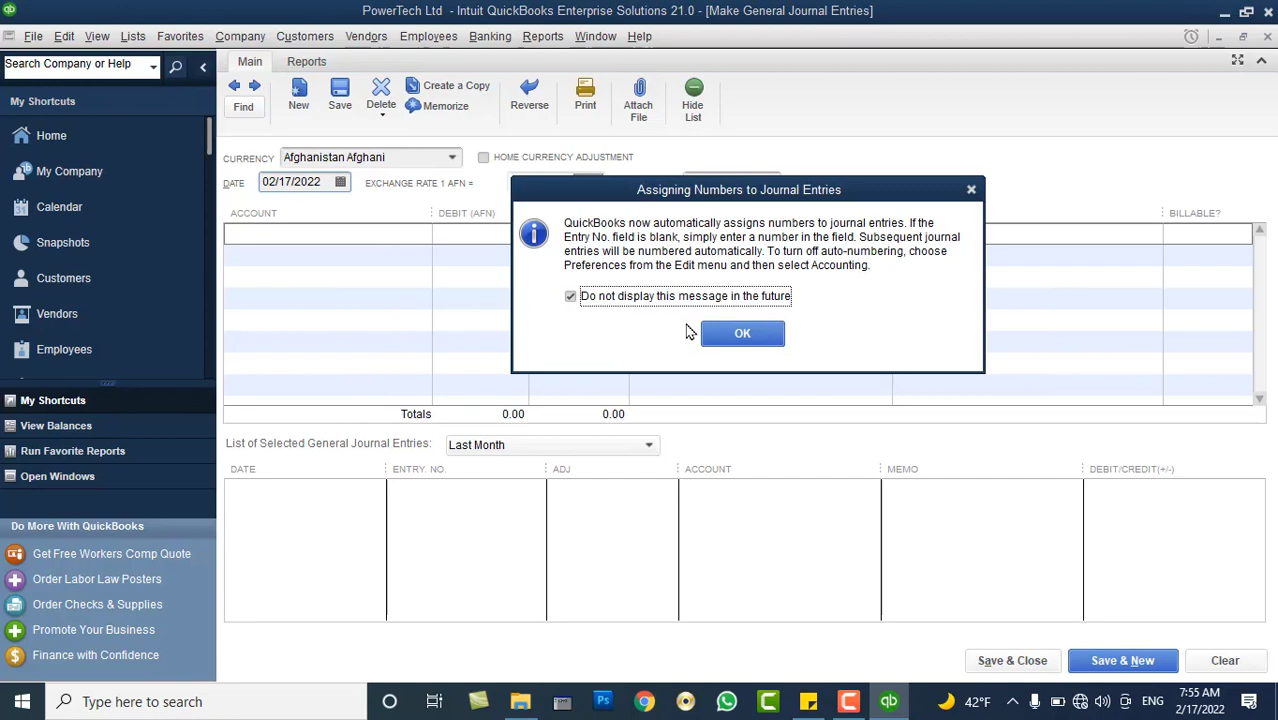 PowerTech Ltd - Intuit QuickBooks Enterprise Solutions 21.0 - [Make General Journal Entries]
File Edit View Lists Favorites Company Customers Vendors Employees Banking Reports Window Help
Search Company or Help
Main Reports
My Shortcuts
Find
New
Save
Delete
Create a Copy
Memorize
Reverse
Print
Attach File
Hide List
Home
My Company
Calendar
Snapshots
Customers
Vendors
Employees
My Shortcuts
View Balances
Run Favorite Reports
Open Windows
Do More With QuickBooks
Get Free Workers Comp Quote
Order Labor Law Posters
Order Checks & Supplies
Promote Your Business
Finance with Confidence
CURRENCY Afghanistan Afghani HOME CURRENCY ADJUSTMENT
DATE 02/17/2022 EXCHANGE RATE 1 AFN =
ACCOUNT DEBIT (AFN) BILLABLE?
Assigning Numbers to Journal Entries
QuickBooks now automatically assigns numbers to journal entries. If the
Entry No. field is blank, simply enter a number in the field. Subsequent journal
entries will be numbered automatically. To turn off auto-numbering, choose
Preferences from the Edit menu and then select Accounting.
Do not display this message in the future
OK
Totals 0.00 0.00
List of Selected General Journal Entries: Last Month
DATE ENTRY. NO. ADJ ACCOUNT MEMO DEBIT/CREDIT(+/-)
Save & Close Save & New Clear
Type here to search
42°F ENG
7:55 AM
2/17/2022